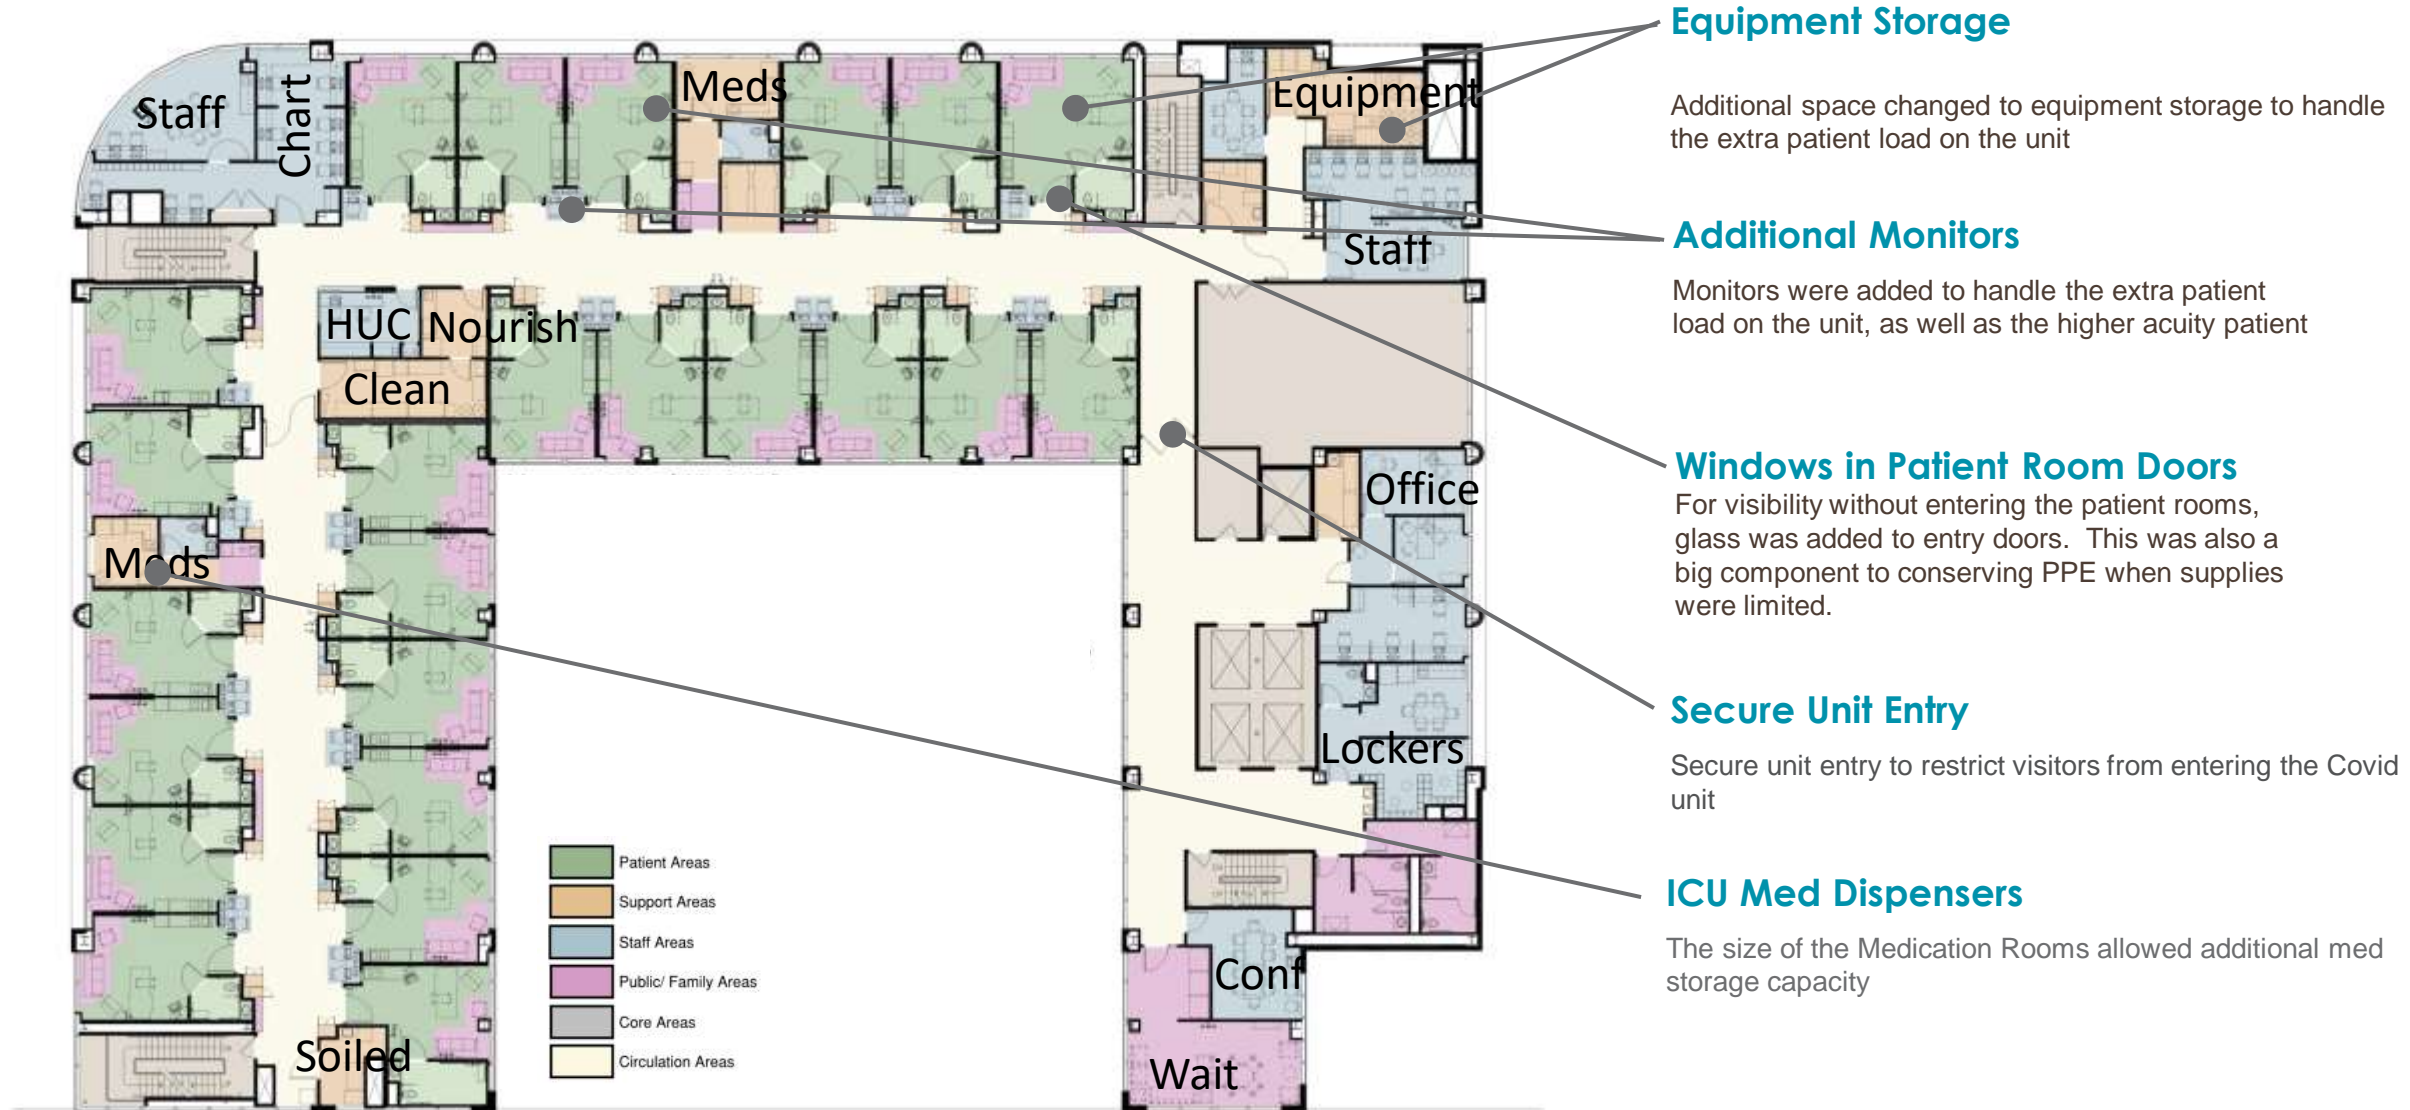 Equipment Storage
Additional space changed to equipment storage to handle
the extra patient load on the unit
Additional Monitors
Monitors were added to handle the extra patient
load on the unit, as well as the higher acuity patient
Windows in Patient Room Doors
For visibility without entering the patient rooms,
glass was added to entry doors.  This was also a
big component to conserving PPE when supplies
were limited.
Secure Unit Entry
Secure unit entry to restrict visitors from entering the Covid
unit
ICU Med Dispensers
The size of the Medication Rooms allowed additional med
storage capacity
Staff
Chart
Meds
Equipment
Staff
HUC
Nourish
Clean
Office
Meds
Lockers
Conf
Soiled
Wait
Patient Areas
Support Areas
Staff Areas
Public/ Family Areas
Core Areas
Circulation Areas